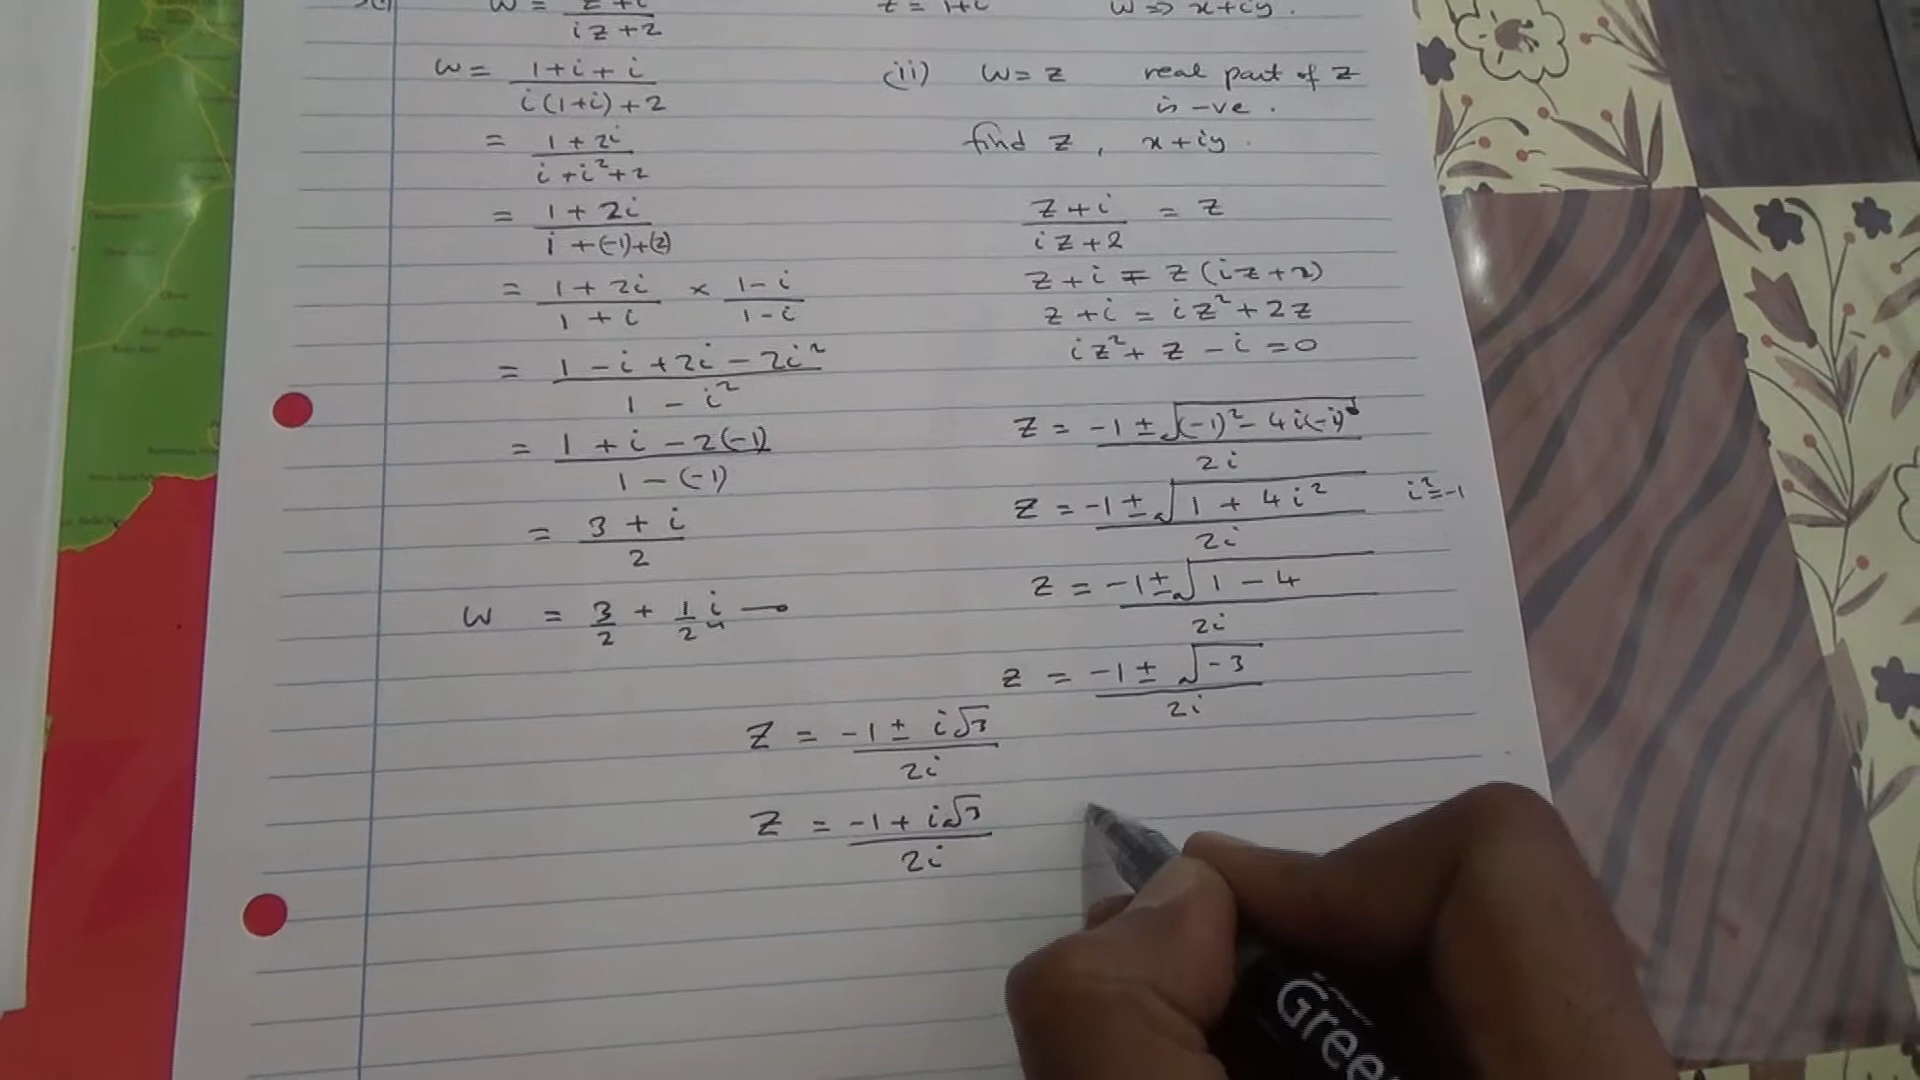 w = z+i / iz+2
z = 1+i
w => x+iy.
w = 1+i+i / i(1+i)+2
= 1+2i / i+i²+2
= 1+2i / i+(-1)+(2)
= 1+2i / 1+i × 1-i / 1-i
= 1-i+2i-2i² / 1-i²
= 1+i-2(-1) / 1-(-1)
= 3+i / 2
w = 3/2 + 1/2 i
(ii) w = z real part of z
is -ve.
find z, x+iy.
z+i / iz+2 = z
z+i = z(iz+2)
z+i = iz²+2z
iz²+z-i=0
z = -1±√(-1)²-4i(-i) / 2i
z = -1±√1+4i² / 2i i²=-1
z = -1±√1-4 / 2i
z = -1±√-3 / 2i
z = -1±i√3 / 2i
z = -1+i√3 / 2i
Gree